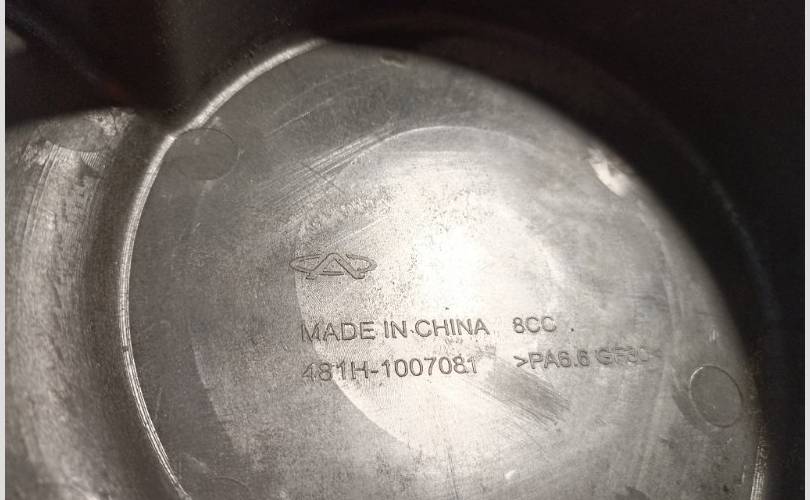 MADE IN CHINA 8CC
481H-1007081 >PA6.6 GF30<